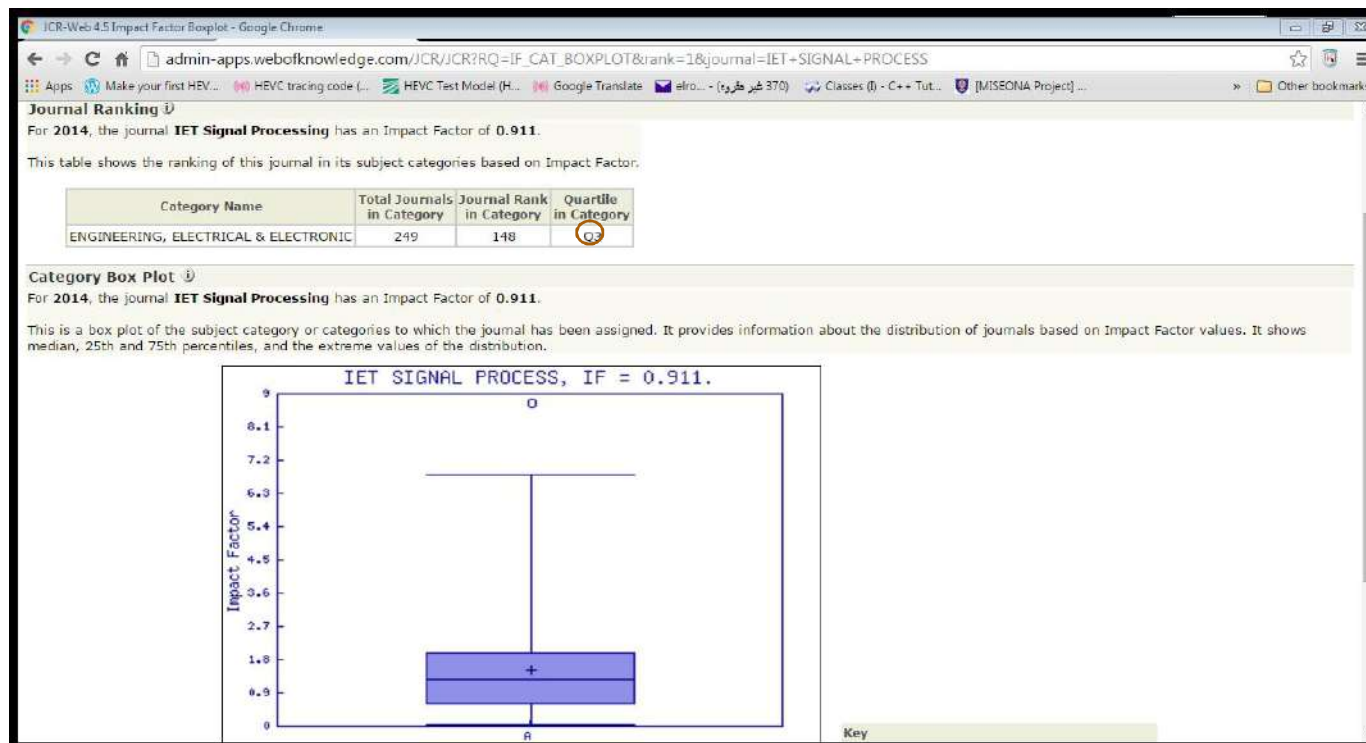 JCR-Web 4.5 Impact Factor Boxplot - Google Chrome
admin-apps.webofknowledge.com/JCR/JCR?RQ=IF_CAT_BOXPLOT&rank=1&journal=IET+SIGNAL+PROCESS
Apps Make your first HEV... HEVC tracing code (... HEVC Test Model (H... Google Translate elro... - (370 غير مقروء) Classes (I) - C++ Tut... [MISEONA Project] ... » Other bookmark
Journal Ranking
For 2014, the journal IET Signal Processing has an Impact Factor of 0.911.
This table shows the ranking of this journal in its subject categories based on Impact Factor.
Category Name Total Journals in Category Journal Rank in Category Quartile in Category
ENGINEERING, ELECTRICAL & ELECTRONIC 249 148 Q3
Category Box Plot
For 2014, the journal IET Signal Processing has an Impact Factor of 0.911.
This is a box plot of the subject category or categories to which the journal has been assigned. It provides information about the distribution of journals based on Impact Factor values. It shows
median, 25th and 75th percentiles, and the extreme values of the distribution.
IET SIGNAL PROCESS, IF = 0.911.
9
8.1
7.2
6.3
5.4
4.5
3.6
2.7
1.8
0.9
0
Impact Factor
A
Key